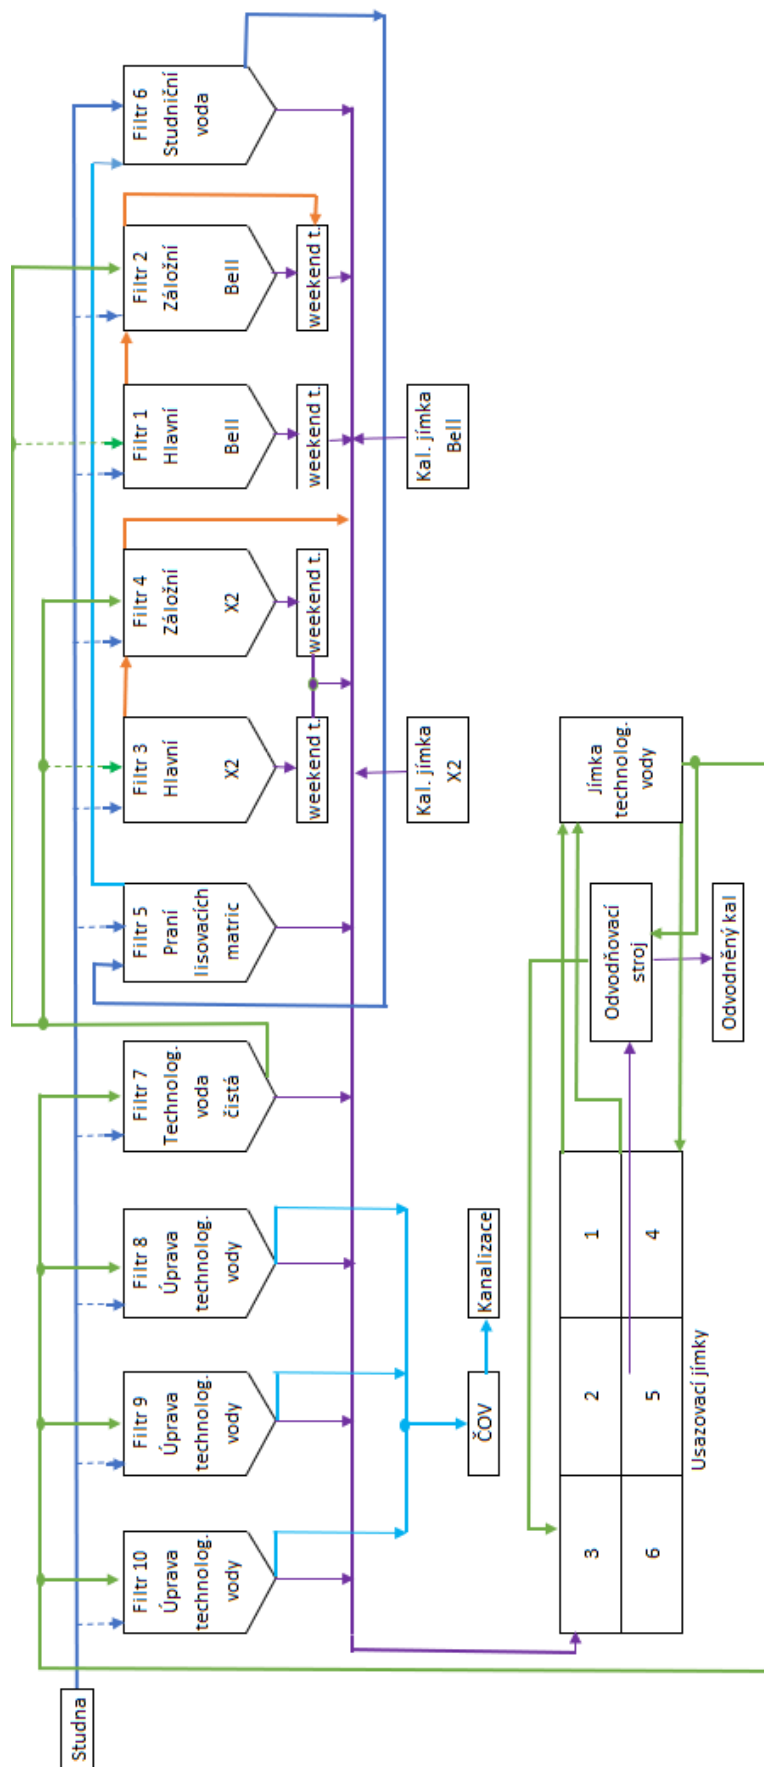 Studna
Filtr 10
Úprava
technolog.
vody
Filtr 9
Úprava
technolog.
vody
Filtr 8
Úprava
technolog.
vody
Filtr 7
Technolog.
voda
čistá
Filtr 5
Praní
lisovacích
matric
Filtr 3
Hlavní
X2
Filtr 4
Záložní
X2
Filtr 1
Hlavní
Bell
Filtr 2
Záložní
Bell
Filtr 6
Studniční
voda
weekend t.
weekend t.
weekend t.
weekend t.
Kal. jímka
X2
Kal. jímka
Bell
ČOV
Kanalizace
3
2
1
6
5
4
Usazovací jímky
Odvodňovací
stroj
Odvodněný kal
Jímka
technolog.
vody